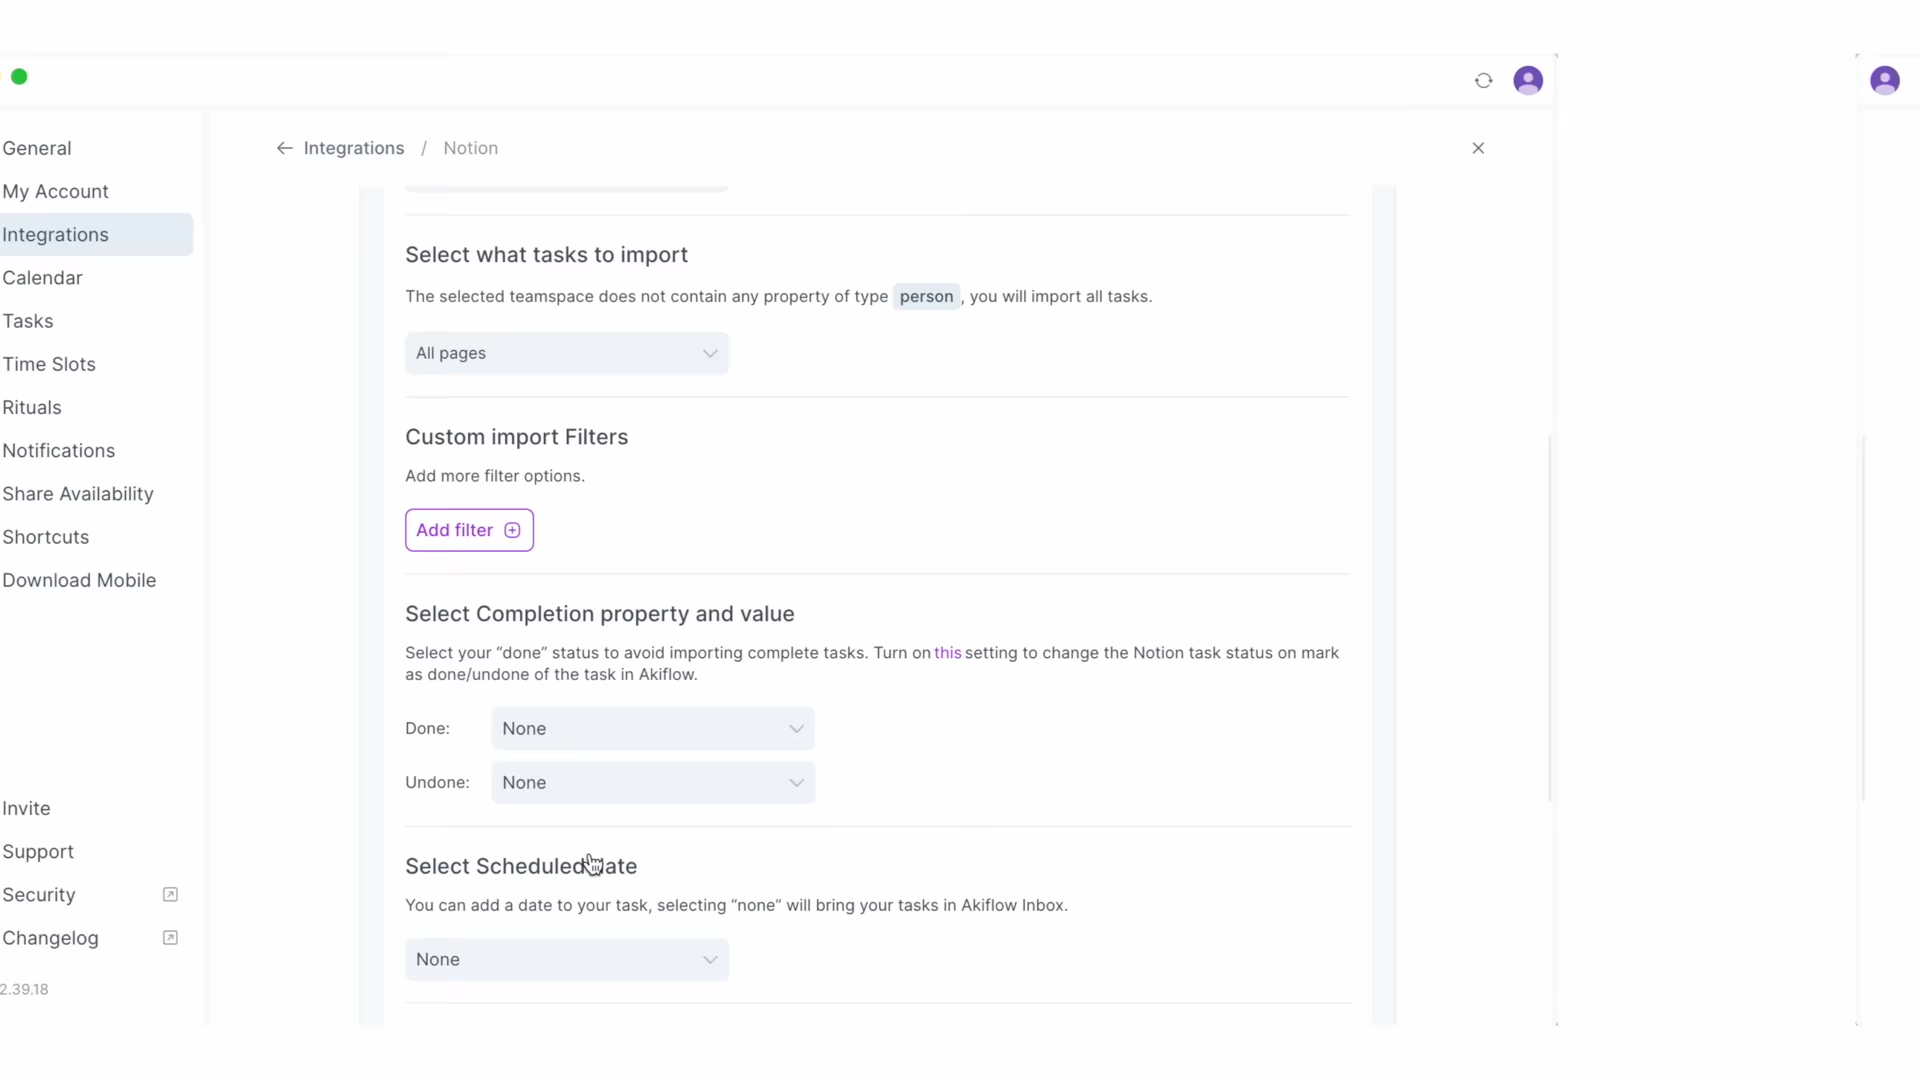 General
My Account
Integrations
Calendar
Tasks
Time Slots
Rituals
Notifications
Share Availability
Shortcuts
Download Mobile
Invite
Support
Security
Changelog
2.39.18
Integrations / Notion
Select what tasks to import
The selected teamspace does not contain any property of type person, you will import all tasks.
All pages
Custom import Filters
Add more filter options.
Add filter
Select Completion property and value
Select your “done” status to avoid importing complete tasks. Turn on this setting to change the Notion task status on mark
as done/undone of the task in Akiflow.
Done: None
Undone: None
Select Scheduled date
You can add a date to your task, selecting “none” will bring your tasks in Akiflow Inbox.
None